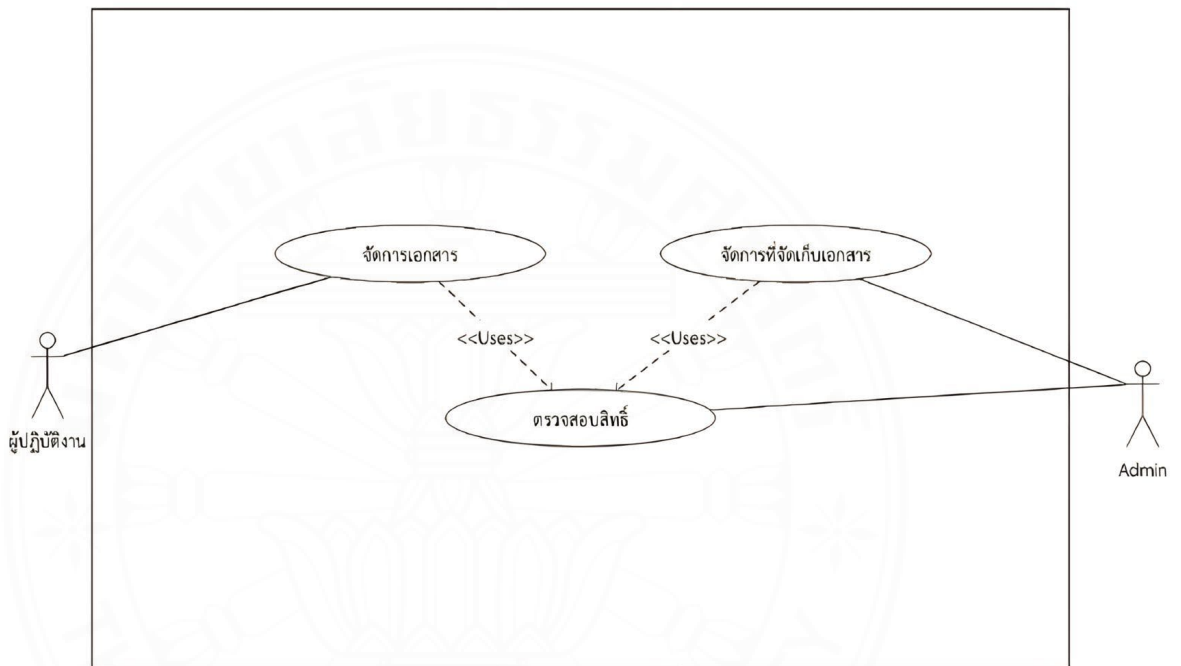 จัดการเอกสาร
จัดการที่จัดเก็บเอกสาร
<<Uses>>
<<Uses>>
ตรวจสอบสิทธิ์
ผู้ปฏิบัติงาน
Admin